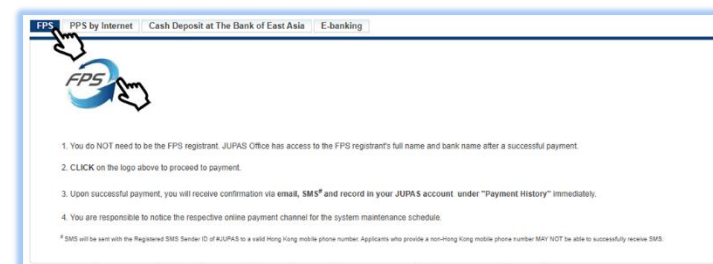 FPS PPS by Internet Cash Deposit at The Bank of East Asia E-banking
FPS
1. You do NOT need to be the FPS registrant. JUPAS Office has access to the FPS registrant's full name and bank name after a successful payment.
2. CLICK on the logo above to proceed to payment.
3. Upon successful payment, you will receive confirmation via email, SMS# and record in your JUPAS account under "Payment History" immediately.
4. You are responsible to notice the respective online payment channel for the system maintenance schedule.
# SMS will be sent with the Registered SMS Sender ID of #JUPAS to a valid Hong Kong mobile phone number. Applicants who provide a non-Hong Kong mobile phone number MAY NOT be able to successfully receive SMS.